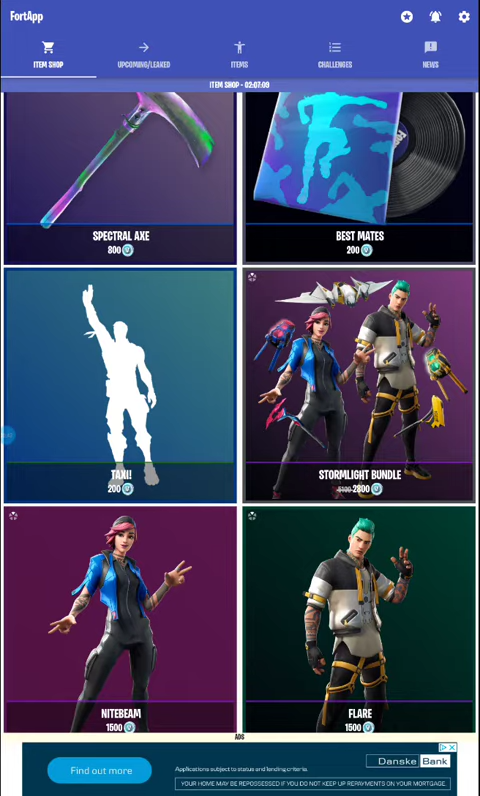 FortApp
ITEM SHOP
UPCOMING/LEAKED
ITEMS
CHALLENGES
NEWS
ITEM SHOP - 02:07:09
SPECTRAL AXE
800
BEST MATES
200
TAXI!
200
STORMLIGHT BUNDLE
2800
NITEBEAM
1500
FLARE
1500
ADS
Find out more
Applications subject to status and lending criteria.
Danske Bank
YOUR HOME MAY BE REPOSSESSED IF YOU DO NOT KEEP UP REPAYMENTS ON YOUR MORTGAGE.